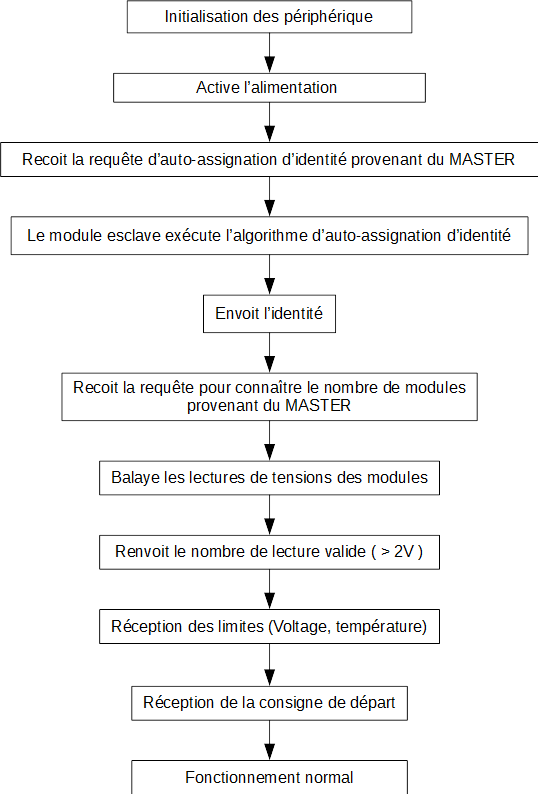 Initialisation des périphérique
Active l’alimentation
Recoit la requête d’auto-assignation d’identité provenant du MASTER
Le module esclave exécute l’algorithme d’auto-assignation d’identité
Envoit l’identité
Recoit la requête pour connaître le nombre de modules
provenant du MASTER
Balaye les lectures de tensions des modules
Renvoit le nombre de lecture valide ( > 2V )
Réception des limites (Voltage, température)
Réception de la consigne de départ
Fonctionnement normal